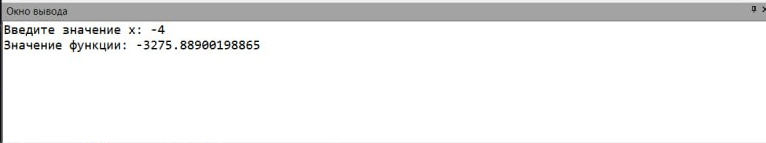 Окно вывода
Введите значение x: -4
Значение функции: -3275.88900198865